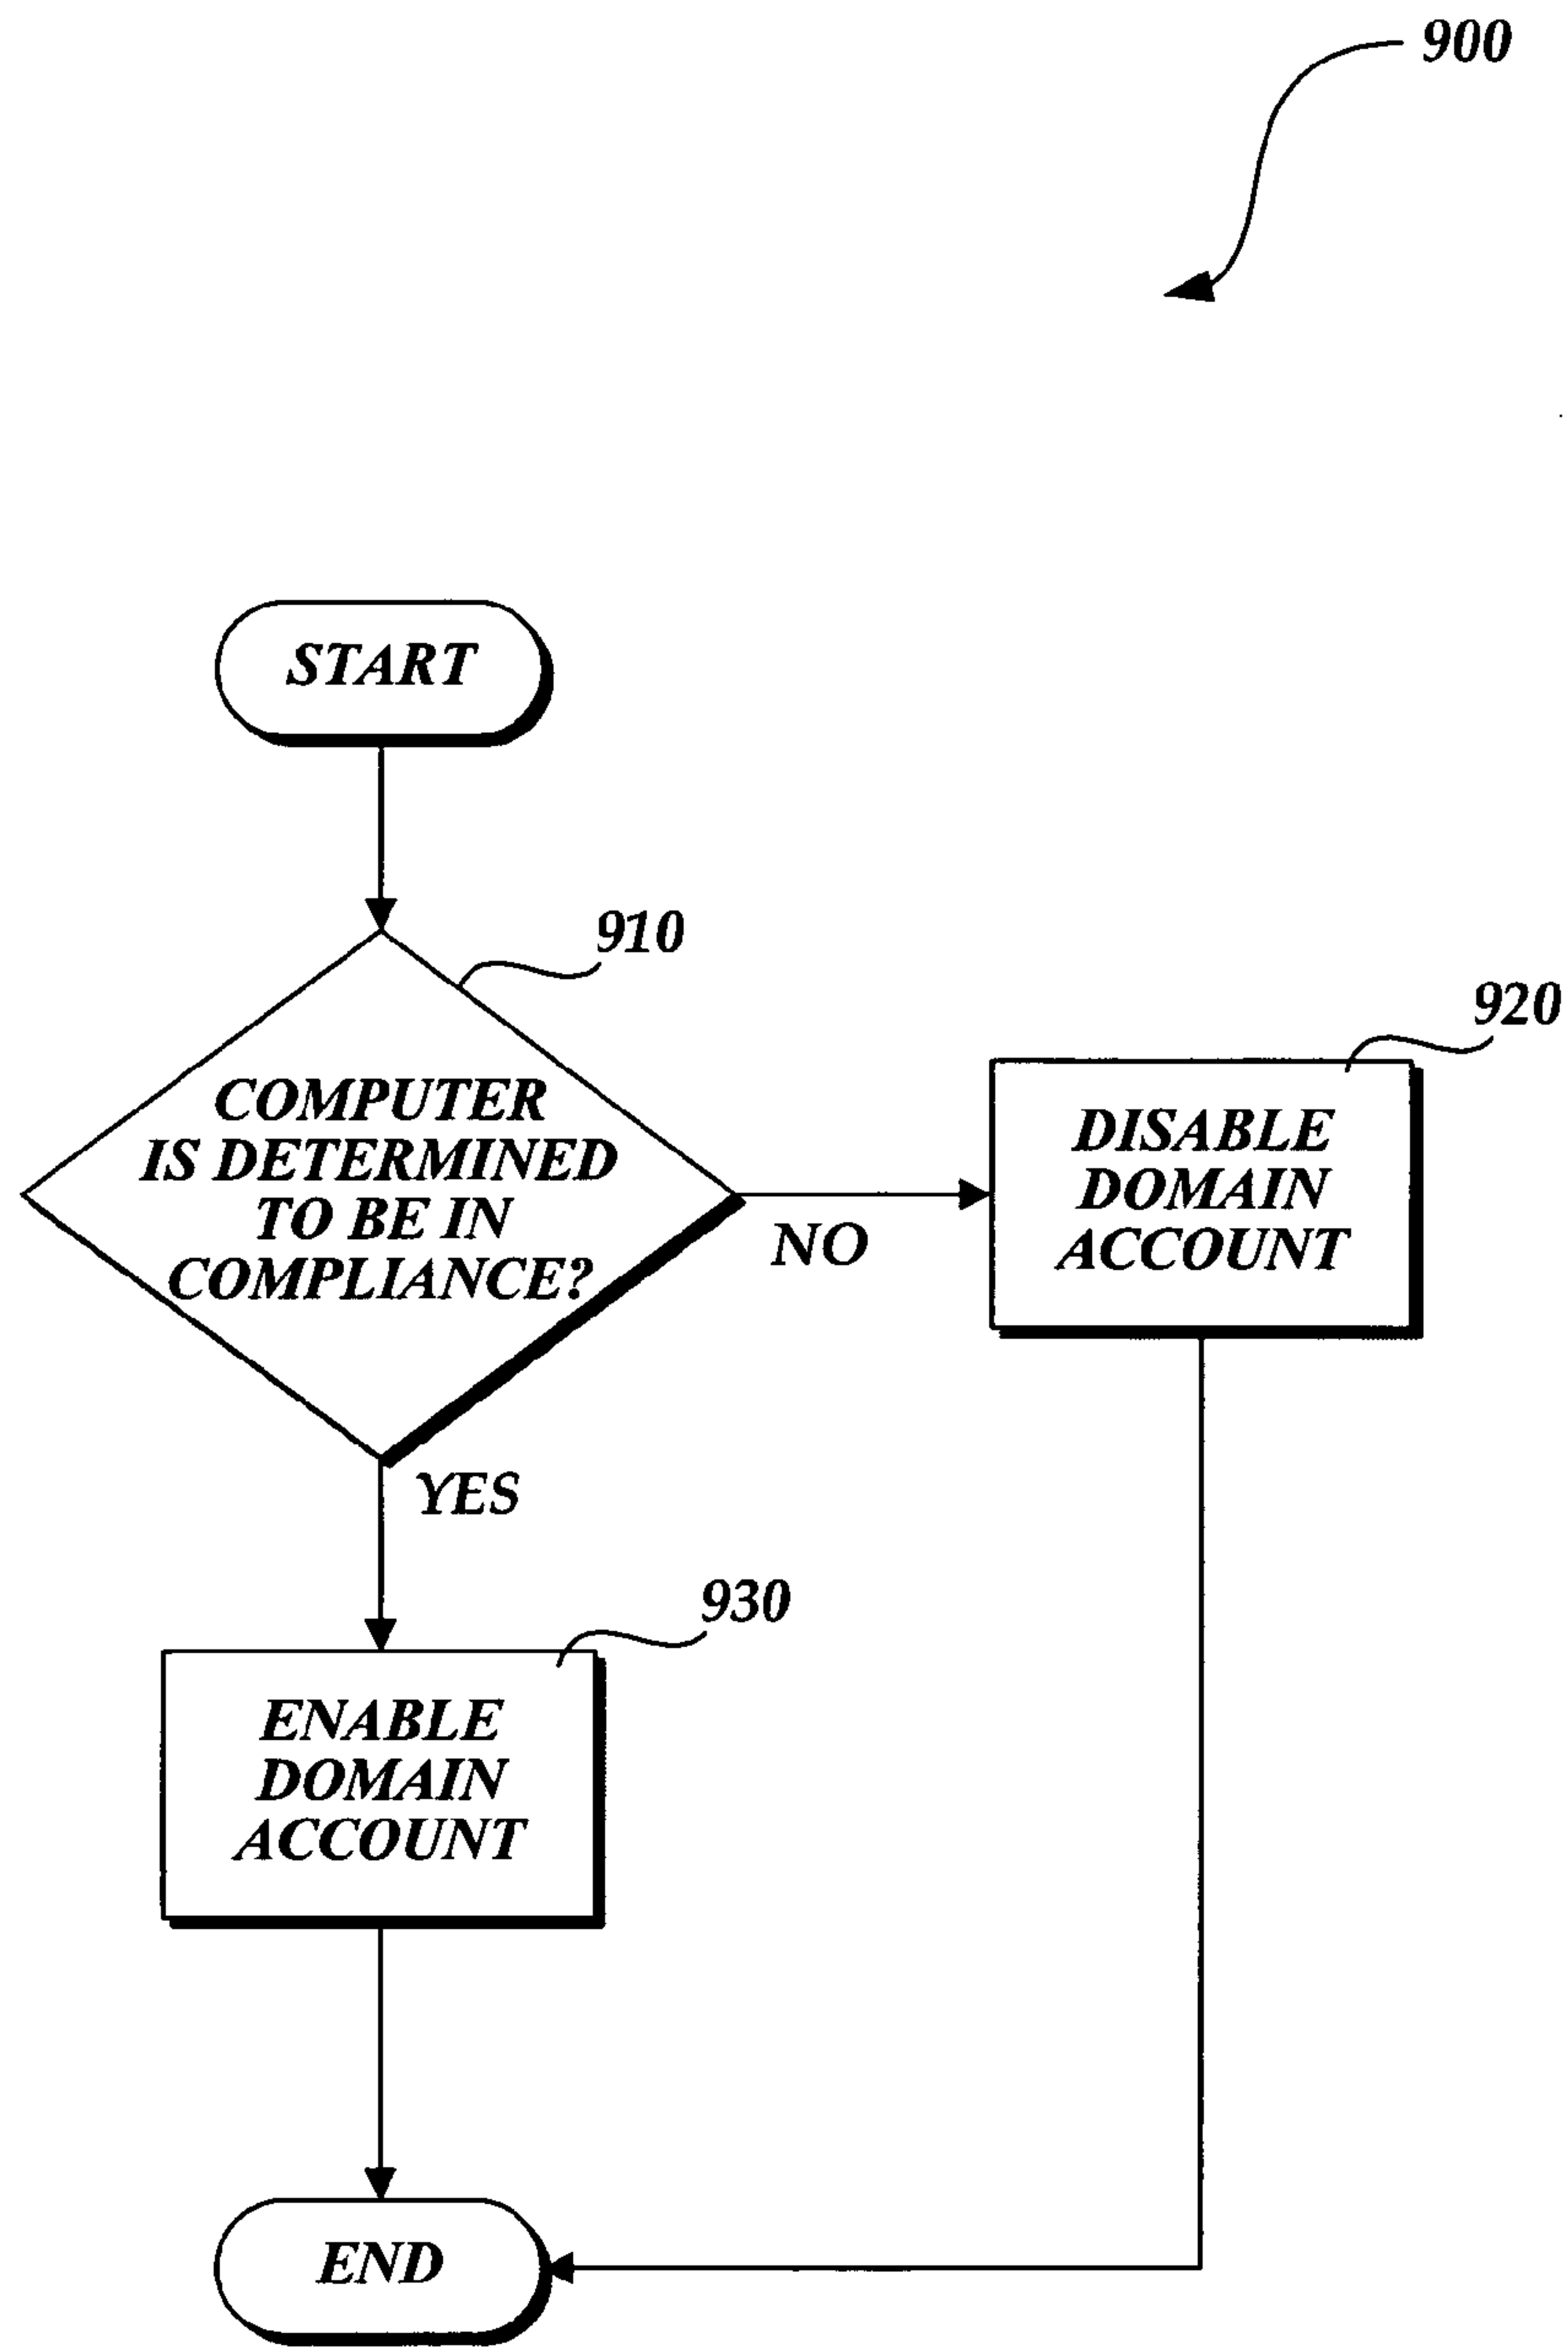 900
START
910
COMPUTER
IS DETERMINED
TO BE IN
COMPLIANCE?
NO
920
DISABLE
DOMAIN
ACCOUNT
YES
930
ENABLE
DOMAIN
ACCOUNT
END